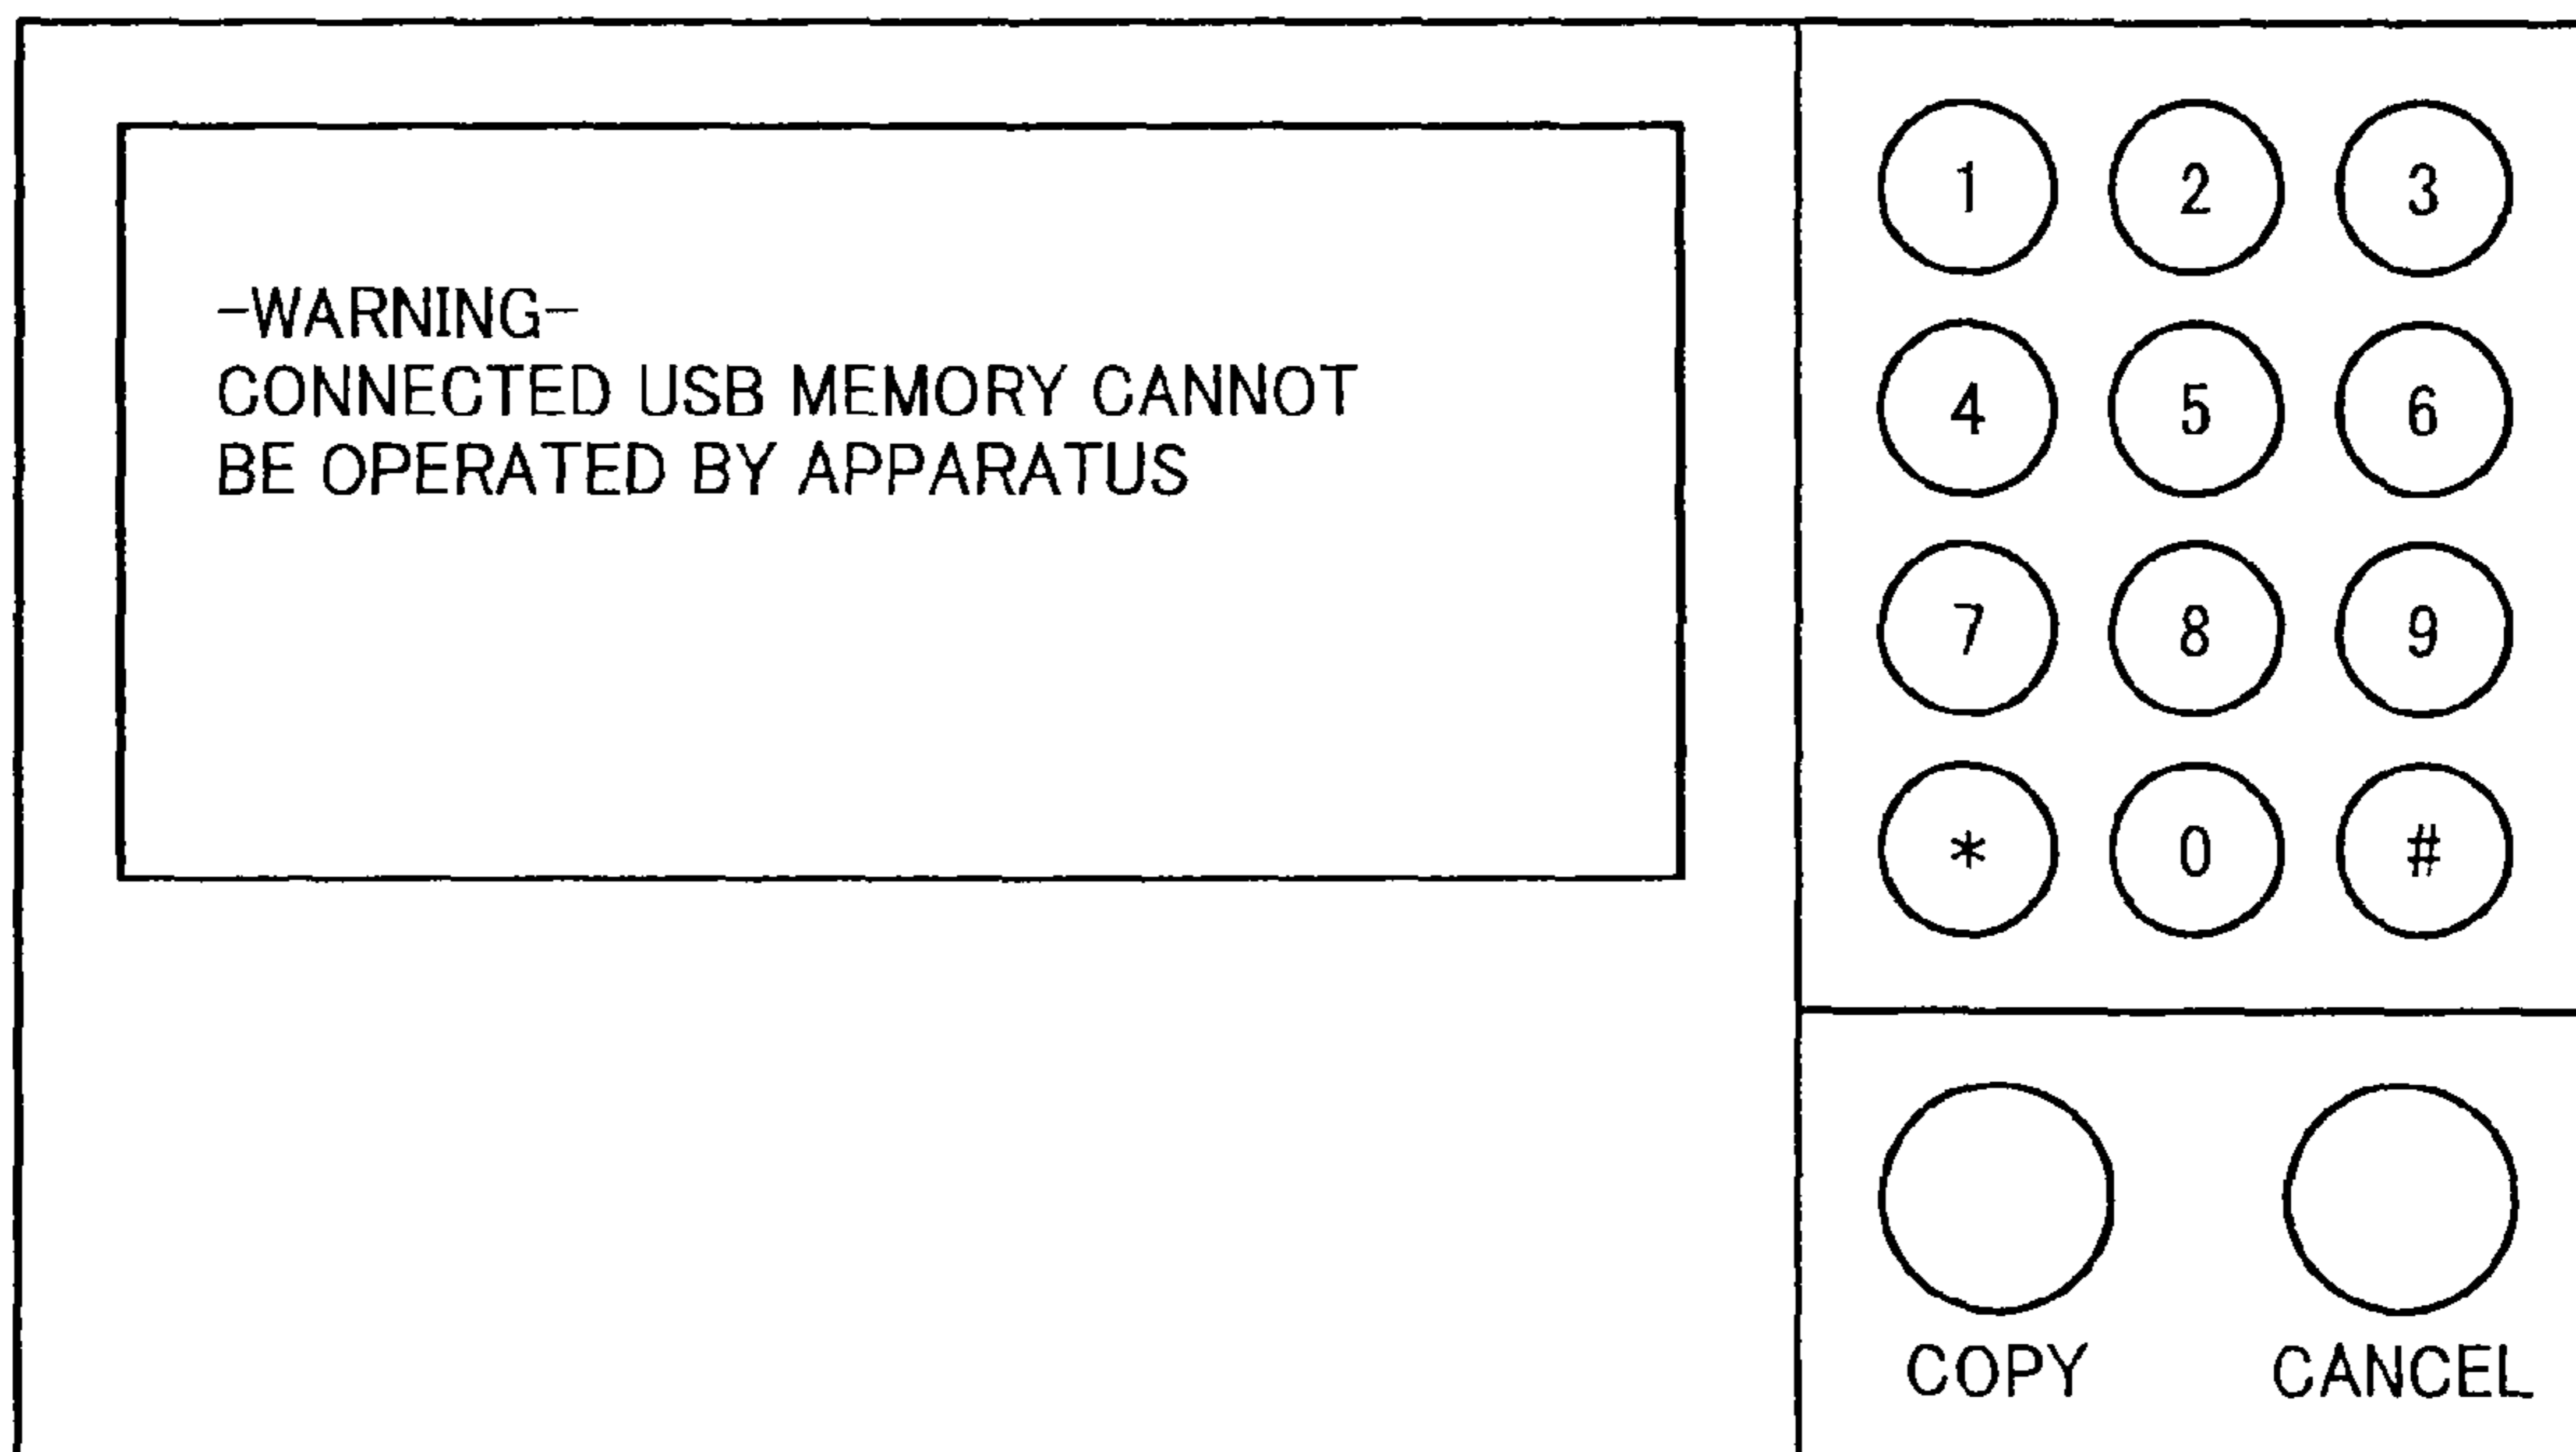 -WARNING-
CONNECTED USB MEMORY CANNOT
BE OPERATED BY APPARATUS
1 2 3
4 5 6
7 8 9
* 0 #
COPY CANCEL